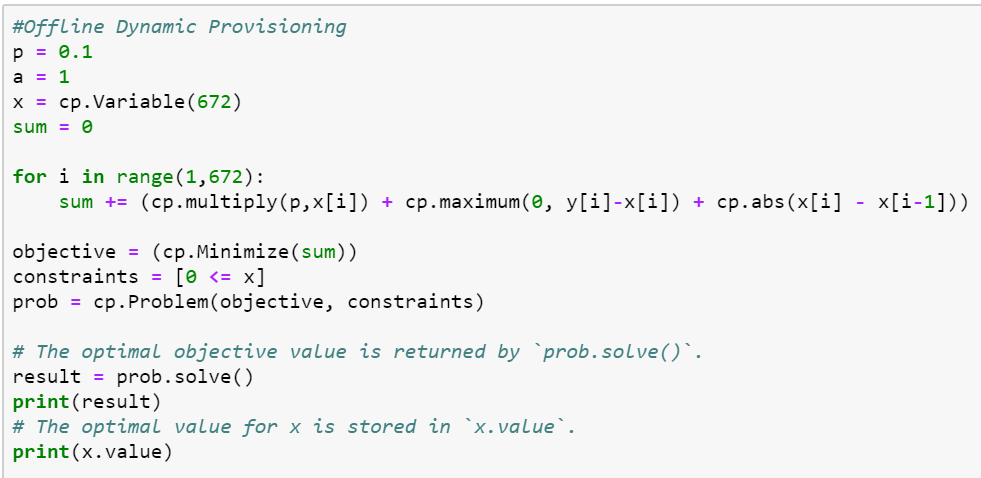 #Offline Dynamic Provisioning
p = 0.1
a = 1
x = cp.Variable(672)
sum = 0
for i in range(1,672):
    sum += (cp.multiply(p,x[i]) + cp.maximum(0, y[i]-x[i]) + cp.abs(x[i] - x[i-1]))
objective = (cp.Minimize(sum))
constraints = [0 <= x]
prob = cp.Problem(objective, constraints)
# The optimal objective value is returned by `prob.solve()`.
result = prob.solve()
print(result)
# The optimal value for x is stored in `x.value`.
print(x.value)